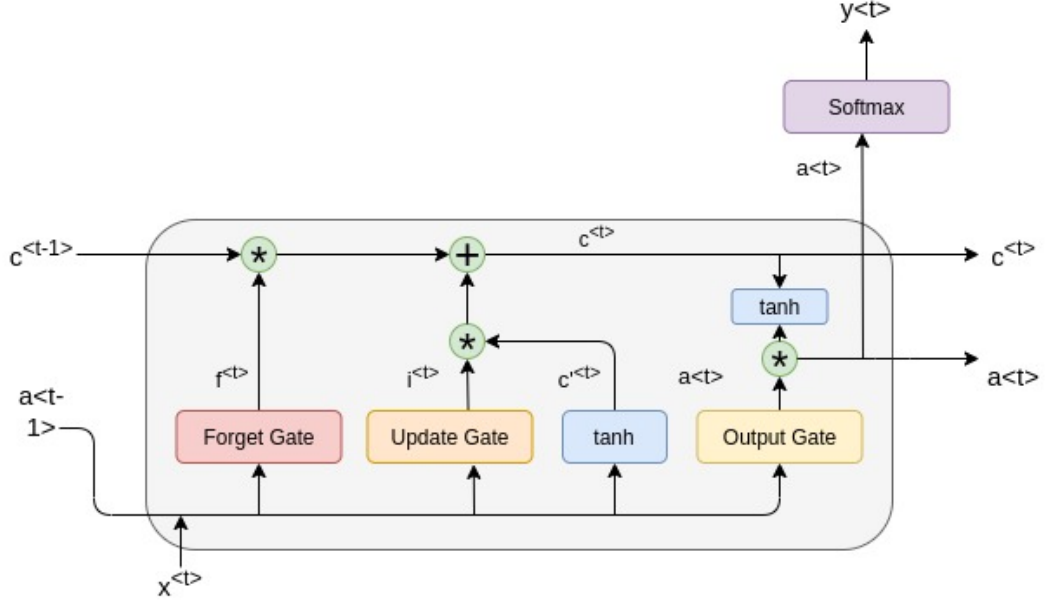 y<t>
Softmax
a<t>
c<t-1>
*
+
c<t>
c<t>
tanh
*
*
f<t>
i<t>
c'<t>
a<t>
a<t>
a<t-
1>
Forget Gate
Update Gate
tanh
Output Gate
x<t>